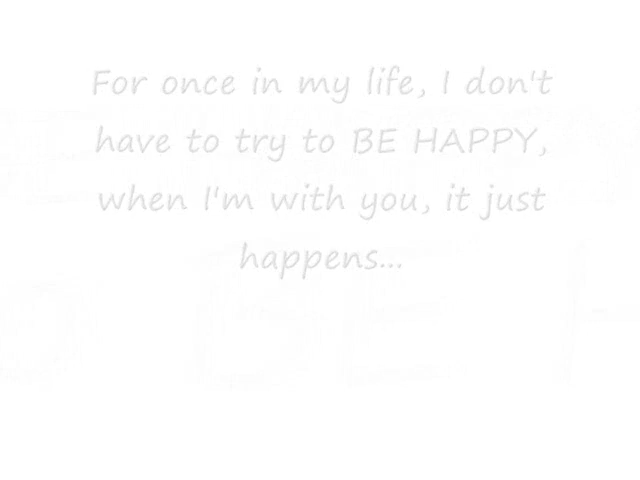 For once in my life, I don't
have to try to BE HAPPY,
when I'm with you, it just
happens...